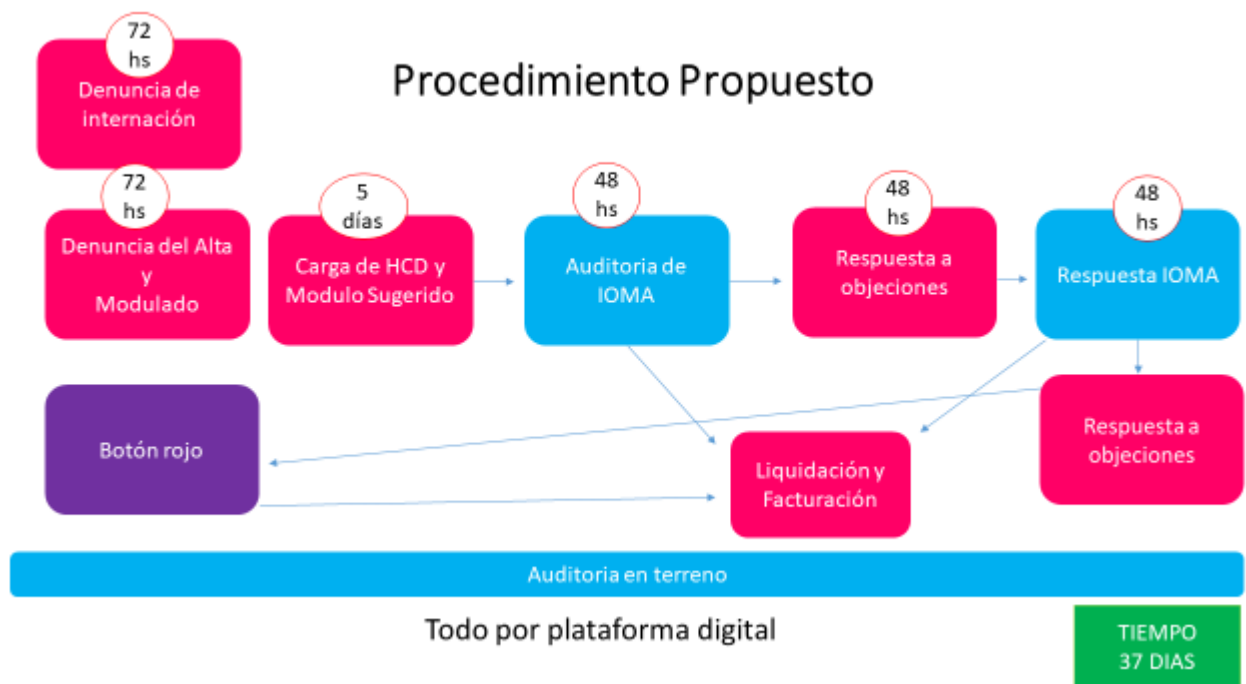 Procedimiento Propuesto
72
hs
Denuncia de
internación
72
hs
Denuncia del Alta
y
Modulado
5
días
Carga de HCD y
Modulo Sugerido
48
hs
Auditoria de
IOMA
48
hs
Respuesta a
objeciones
48
hs
Respuesta IOMA
Botón rojo
Liquidación y
Facturación
Respuesta a
objeciones
Auditoria en terreno
Todo por plataforma digital
TIEMPO
37 DIAS